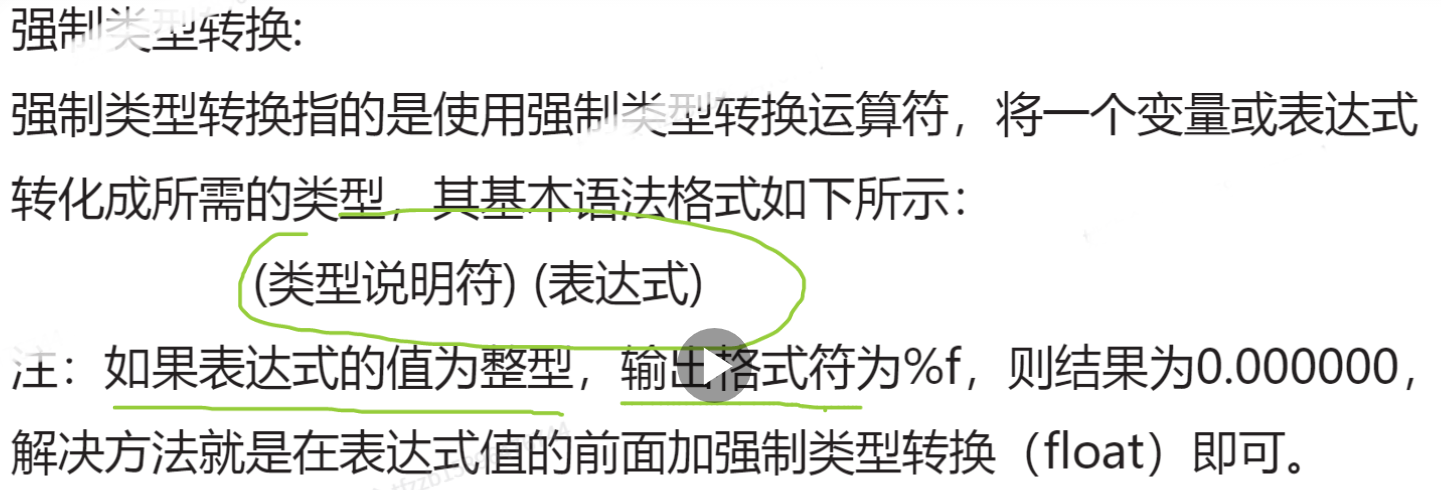 强制类型转换:
强制类型转换指的是使用强制类型转换运算符，将一个变量或表达式
转化成所需的类型，其基本语法格式如下所示：
(类型说明符) (表达式)
注：如果表达式的值为整型，输出格式符为%f，则结果为0.000000，
解决方法就是在表达式值的前面加强制类型转换（float）即可。